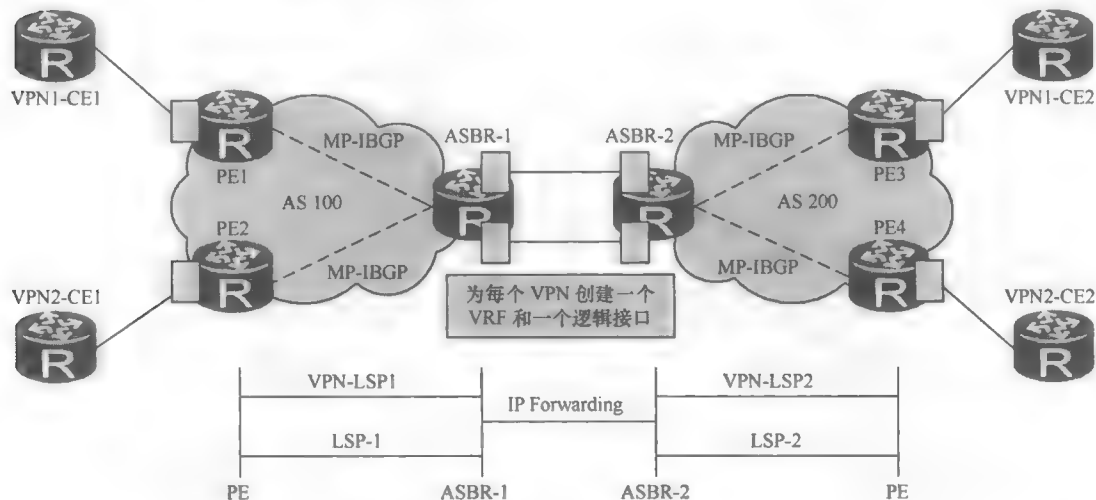 R
VPN1-CE1
R
VPN1-CE2
MP-IBGP
ASBR-1
ASBR-2
MP-IBGP
R
PE1
R
PE3
AS 100
R
R
AS 200
PE2
R
PE4
R
MP-IBGP
MP-IBGP
VPN2-CE1
R
VPN2-CE2
R
为每个 VPN 创建一个
VRF 和一个逻辑接口
VPN-LSP1
IP Forwarding
VPN-LSP2
LSP-1
LSP-2
PE
ASBR-1
ASBR-2
PE